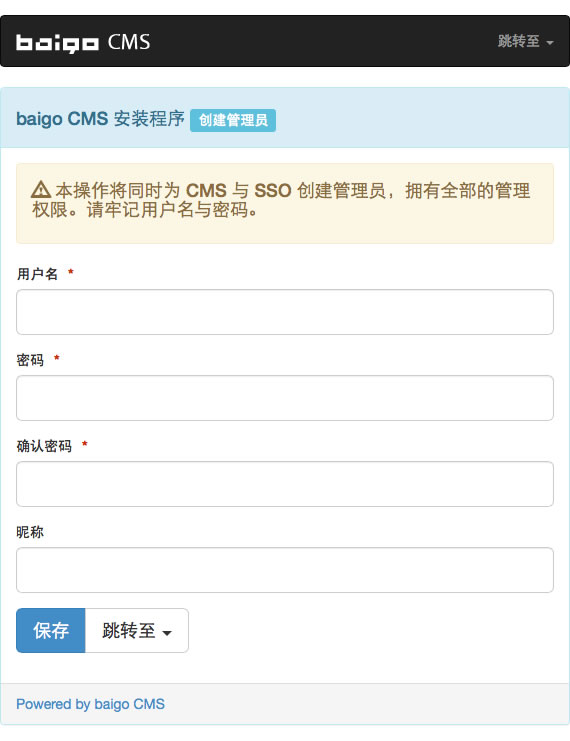 baigo CMS
跳转至
baigo CMS 安装程序 创建管理员
本操作将同时为 CMS 与 SSO 创建管理员，拥有全部的管理
权限。请牢记用户名与密码。
用户名 *
密码 *
确认密码 *
昵称
保存 跳转至
Powered by baigo CMS